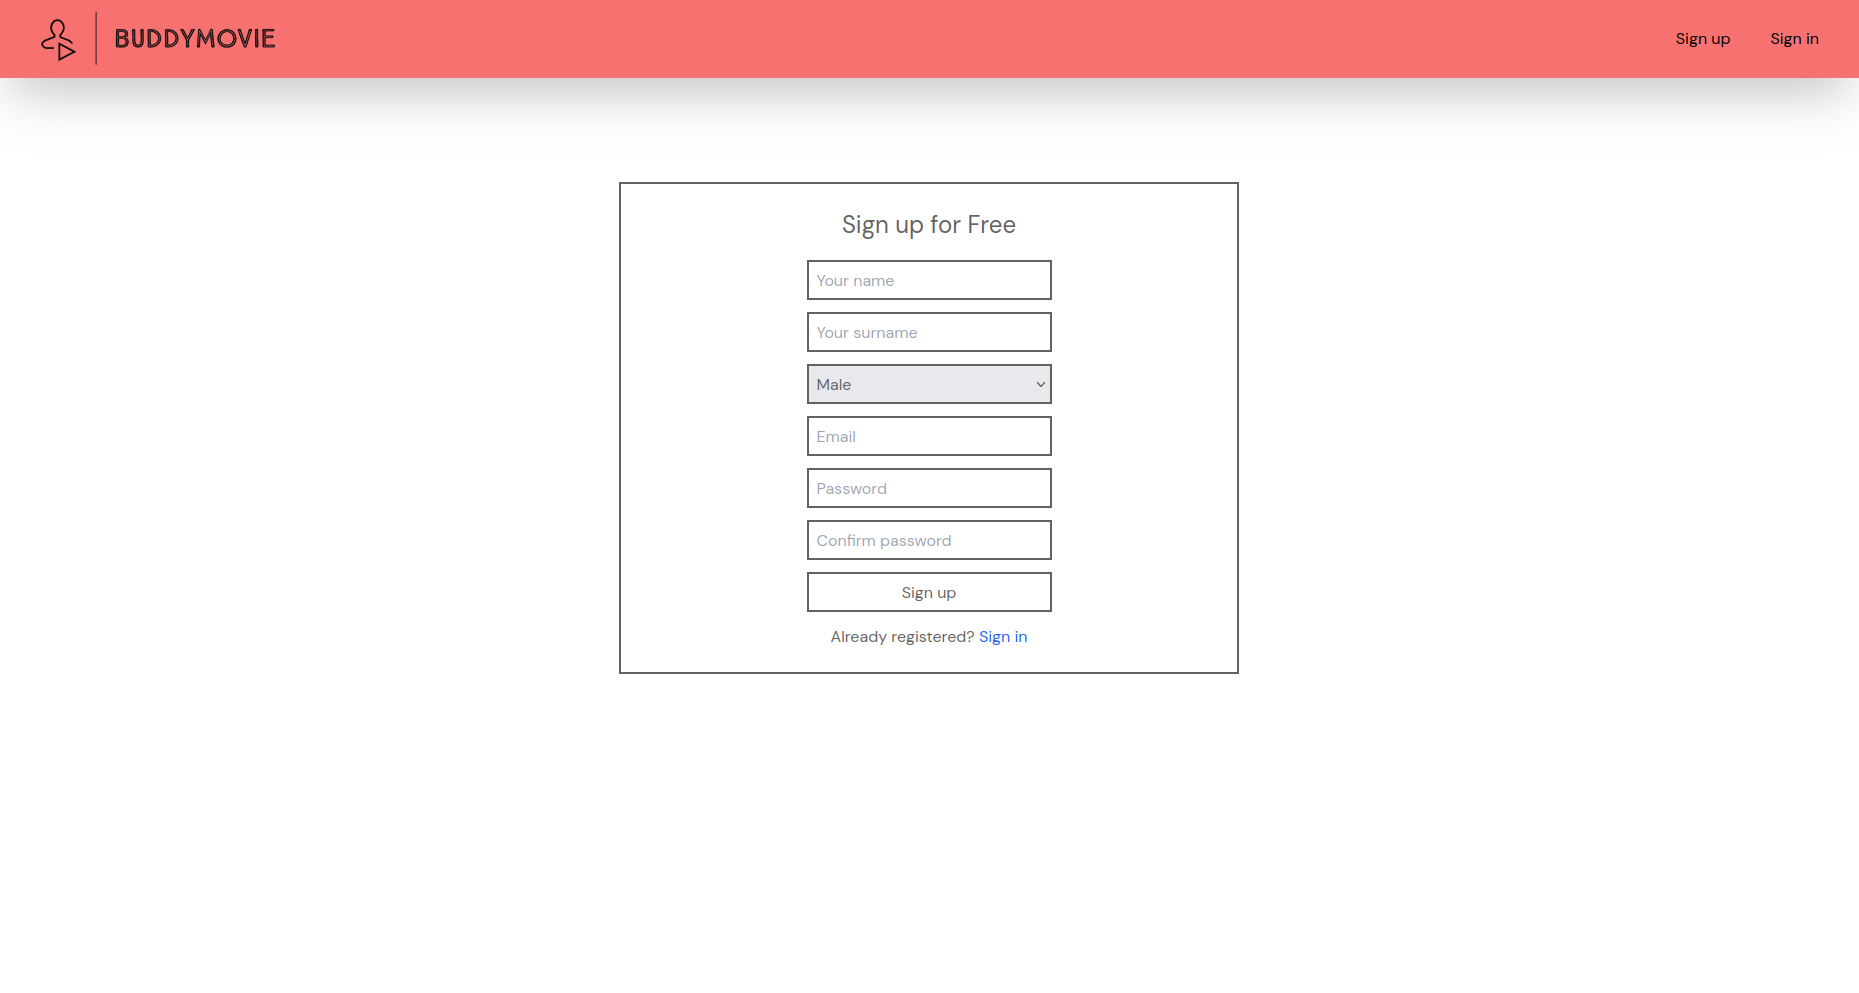 BUDDYMOVIE
Sign up
Sign in
Sign up for Free
Your name
Your surname
Male
Email
Password
Confirm password
Sign up
Already registered? Sign in